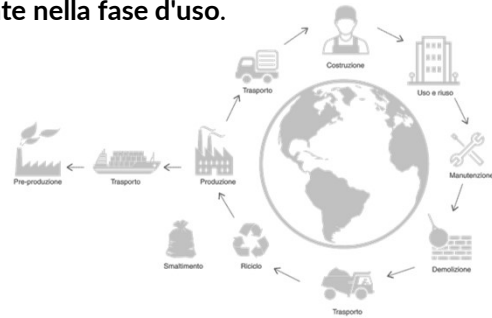 te nella fase d'uso.
Costruzione
Trasporto
Uso e riuso
Manutenzione
Pre-produzione
Trasporto
Produzione
Smaltimento
Riciclo
Demolizione
Trasporto